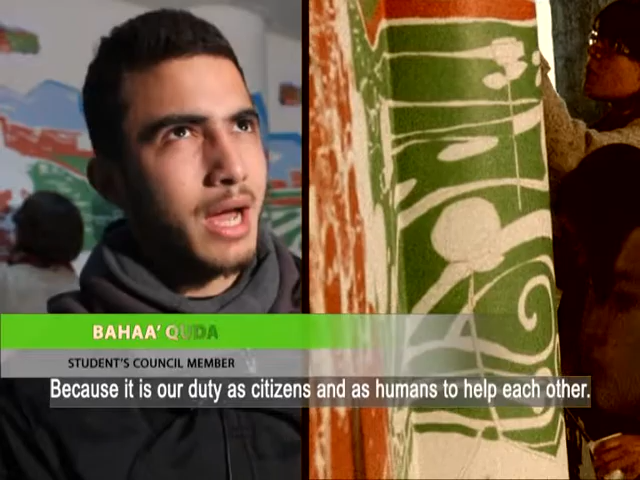 BAHAA' QUDA
STUDENT'S COUNCIL MEMBER
Because it is our duty as citizens and as humans to help each other.